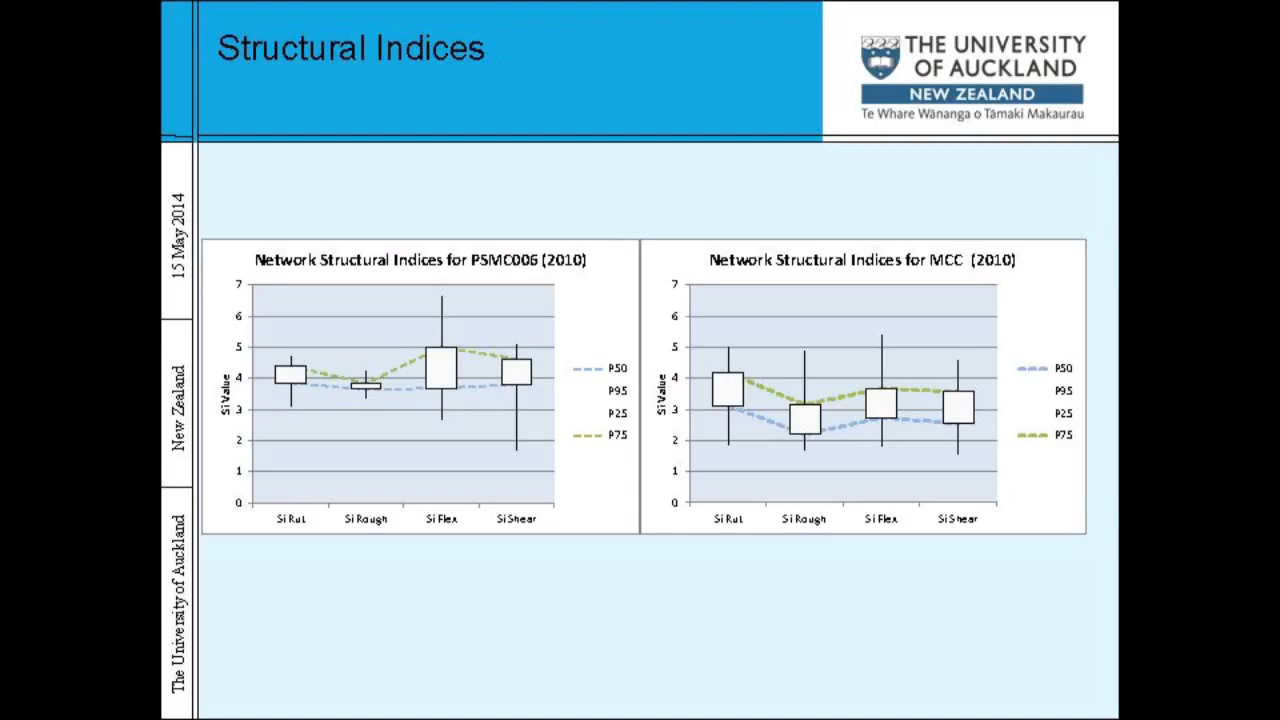 Structural Indices
THE UNIVERSITY
OF AUCKLAND
NEW ZEALAND
Te Whare Wānanga o Tāmaki Makaurau
15 May 2014
New Zealand
The University of Auckland
Network Structural Indices for PSMC006 (2010)
7
6
5
4
3
2
1
0
Si Value
Si Rut
Si Rough
Si Flex
Si Shear
P50
P95
P25
P75
Network Structural Indices for MCC (2010)
7
6
5
4
3
2
1
0
Si Value
Si Rut
Si Rough
Si Flex
Si Shear
P50
P95
P25
P75